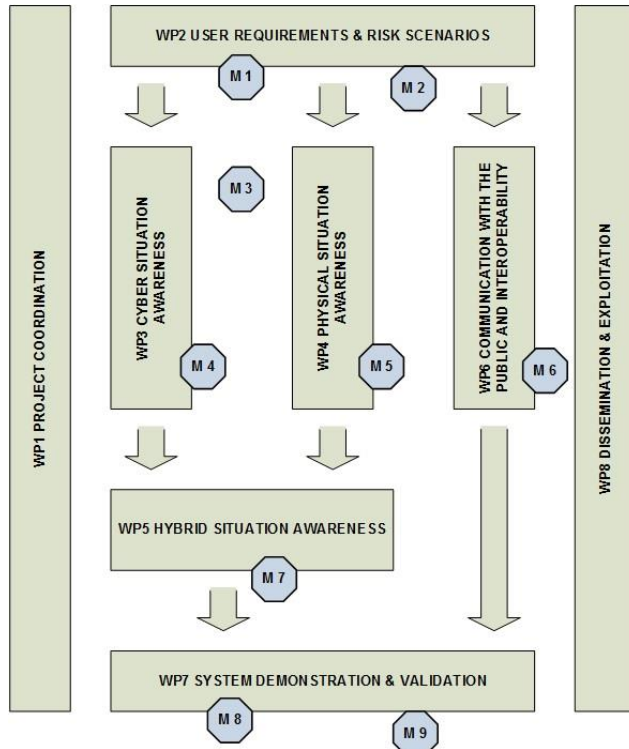 WP2 USER REQUIREMENTS & RISK SCENARIOS
M 1
M 2
WP1 PROJECT COORDINATION
WP3 CYBER SITUATION
AWARENESS
M 3
M 4
WP4 PHYSICAL SITUATION
AWARENESS
M 5
WP6 COMMUNICATION WITH THE
PUBLIC AND INTEROPERABILITY
M 6
WP8 DISSEMINATION & EXPLOITATION
WP5 HYBRID SITUATION AWARENESS
M 7
WP7 SYSTEM DEMONSTRATION & VALIDATION
M 8
M 9